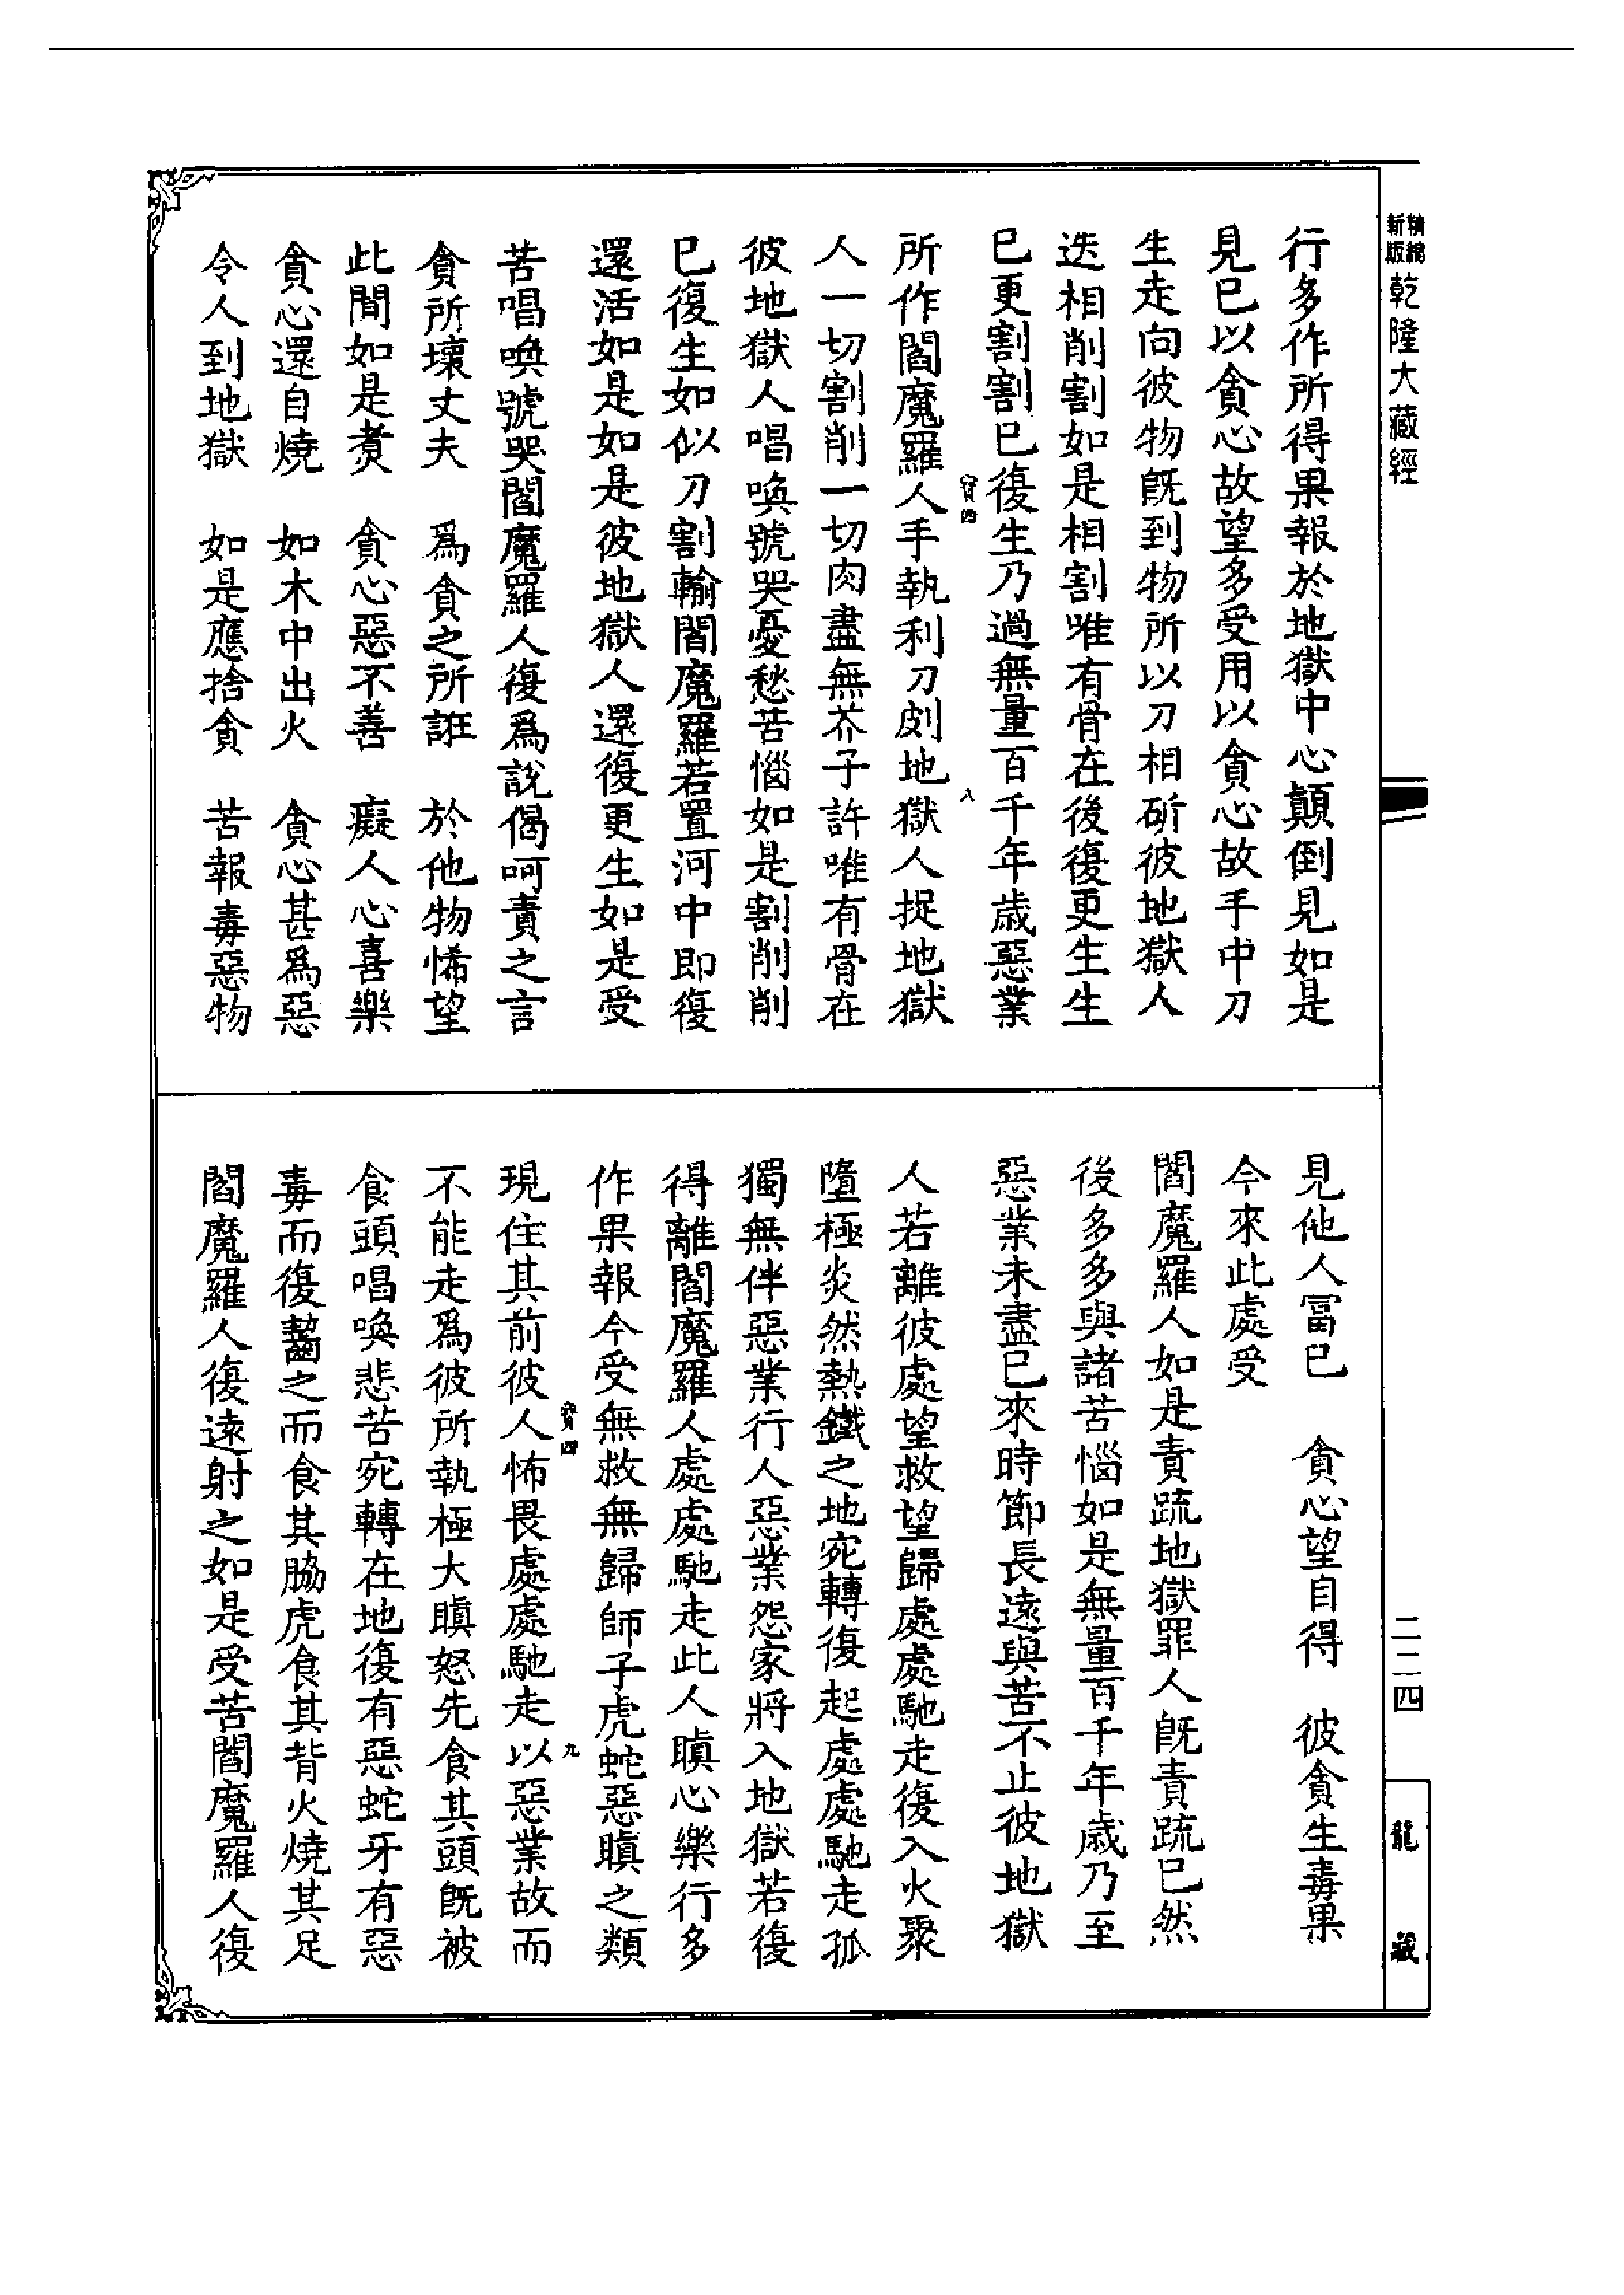 精縮新版乾隆大藏經
行多作所得果報於地獄中心顛倒見如是
見已以貪心故望多受用以貪心故手中刀
生走向彼物旣到物所以刀相斫彼地獄人
迭相削割如是相割唯有骨在後復更生生
已更割割已復生乃過無量百千年歲惡業
寶四
八
所作閻魔羅人手執利刀剫地獄人捉地獄
人一切割削一切肉盡無芥子許唯有骨在
彼地獄人唱喚號哭憂愁苦惱如是割削削
已復生如似刀割輸閻魔羅若置河中即復
還活如是如是彼地獄人還復更生如是受
苦唱喚號哭閻魔羅人復爲說偈呵責之言
貪所壞丈夫　爲貪之所誑　於他物悕望
此間如是煑　貪心惡不善　癡人心喜樂
貪心還自燒　如木中出火　貪心甚爲惡
令人到地獄　如是應捨貪　苦報毒惡物
見他人冨已　貪心望自得　彼貪生毒果
今來此處受
閻魔羅人如是責䟽地獄罪人旣責䟽已然
後多多與諸苦惱如是無量百千年歲乃至
惡業未盡已來時節長遠與苦不止彼地獄
人若離彼處望救望歸處處馳走復入火聚
墮極炎然熱鐵之地宛轉復起處處馳走孤
獨無伴惡業行人惡業怨家將入地獄若復
得離閻魔羅人處處馳走此人瞋心樂行多
作果報今受無救無歸師子虎蛇惡瞋之類
寶四
九
現住其前彼人怖畏處處馳走以惡業故而
不能走爲彼所執極大瞋怒先食其頭旣被
食頭唱喚悲苦宛轉在地復有惡蛇牙有惡
毒而復齧之而食其脇虎食其背火燒其足
閻魔羅人復遠射之如是受苦閻魔羅人復
二二四
龍藏